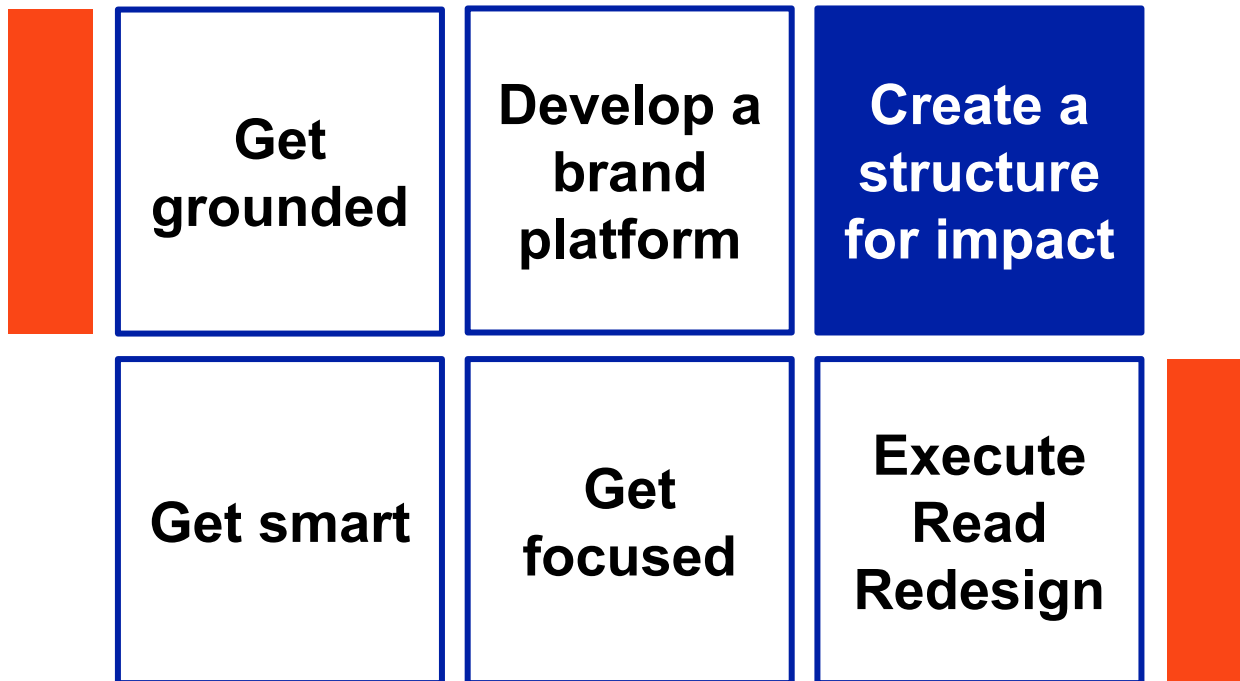 Get
grounded
Develop a
brand
platform
Create a
structure
for impact
Get smart
Get
focused
Execute
Read
Redesign